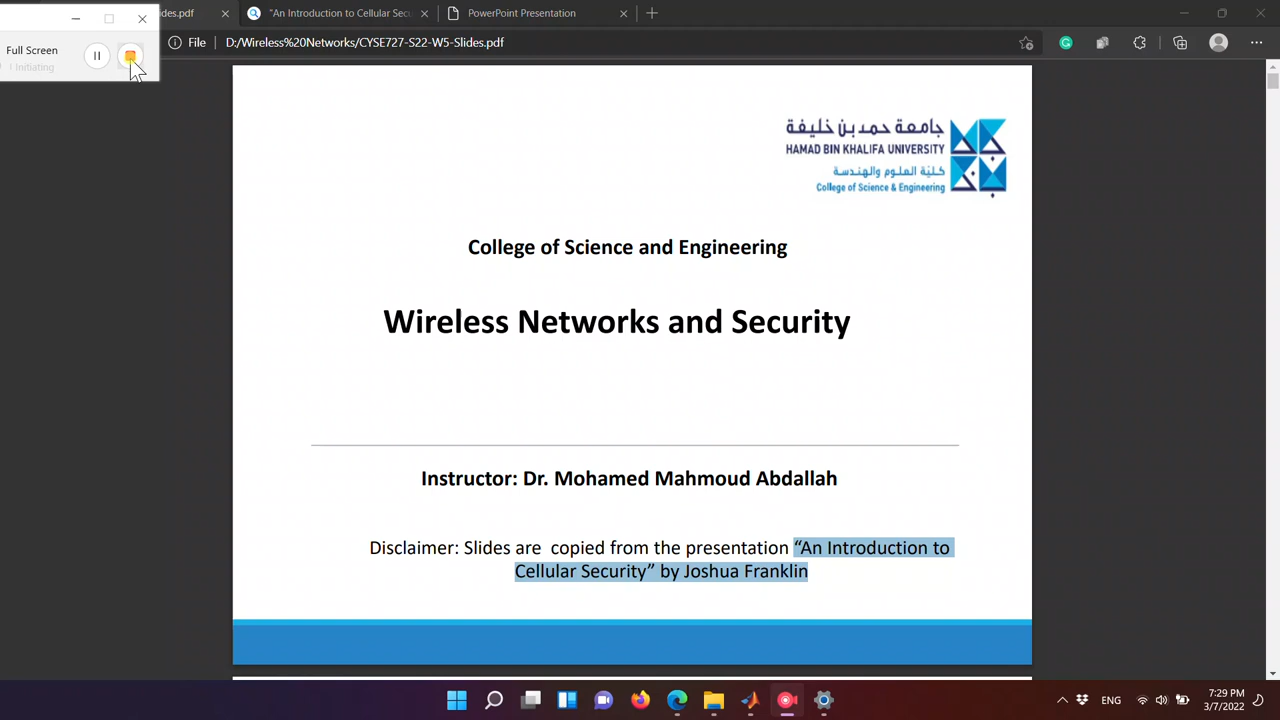 des.pdf
"An Introduction to Cellular Secu
PowerPoint Presentation
Full Screen
Initiating
File
D:/Wireless%20Networks/CYSE727-S22-W5-Slides.pdf
جامعة حمد بن خليفة
HAMAD BIN KHALIFA UNIVERSITY
كلية العلوم والهندسة
College of Science & Engineering
College of Science and Engineering
Wireless Networks and Security
Instructor: Dr. Mohamed Mahmoud Abdallah
Disclaimer: Slides are copied from the presentation “An Introduction to
Cellular Security” by Joshua Franklin
ENG
7:29 PM
3/7/2022